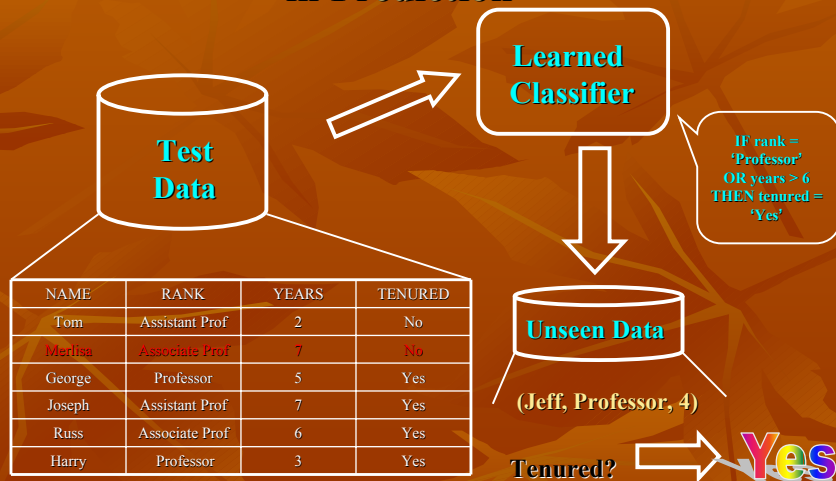 Learned
Classifier
Test
Data
IF rank =
‘Professor’
OR years > 6
THEN tenured =
‘Yes’
NAME RANK YEARS TENURED
Tom Assistant Prof 2 No
Merlisa Associate Prof 7 No
George Professor 5 Yes
Joseph Assistant Prof 7 Yes
Russ Associate Prof 6 Yes
Harry Professor 3 Yes
Unseen Data
(Jeff, Professor, 4)
Tenured?
Yes